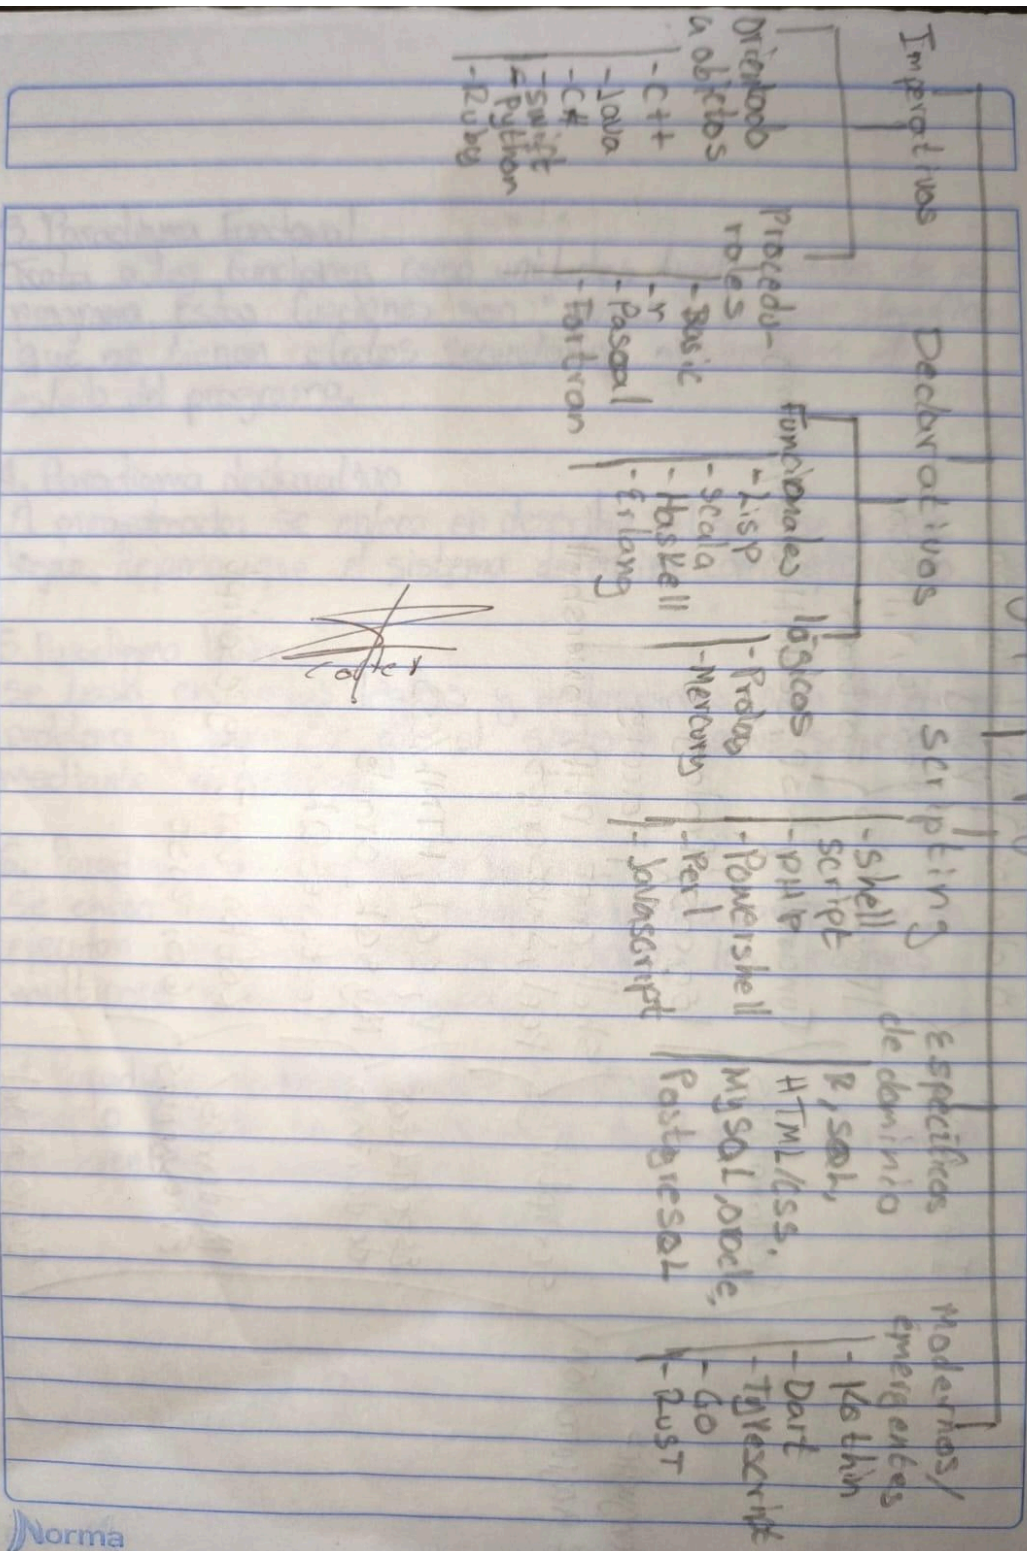 Imperativos
Orientado
a objetos
- C++
- Java
- C#
- swift
- python
- Ruby
Procedu-
rales
- Basic
- r
- Pascal
- Fortran
Declarativos
Funcionales
- Lisp
- Scala
- Haskell
- Erlang
lógicos
- Prolog
- Mercury
Scripting
- Shell
script
- PHP
- Powershell
- Perl
- Javascript
Específicos
de dominio
R, SQL,
HTML/CSS,
MySQL, oracle,
PostgresQL
Modernos/
emergentes
- Kothin
- Dart
- Typescript
- GO
- Rust
Norma